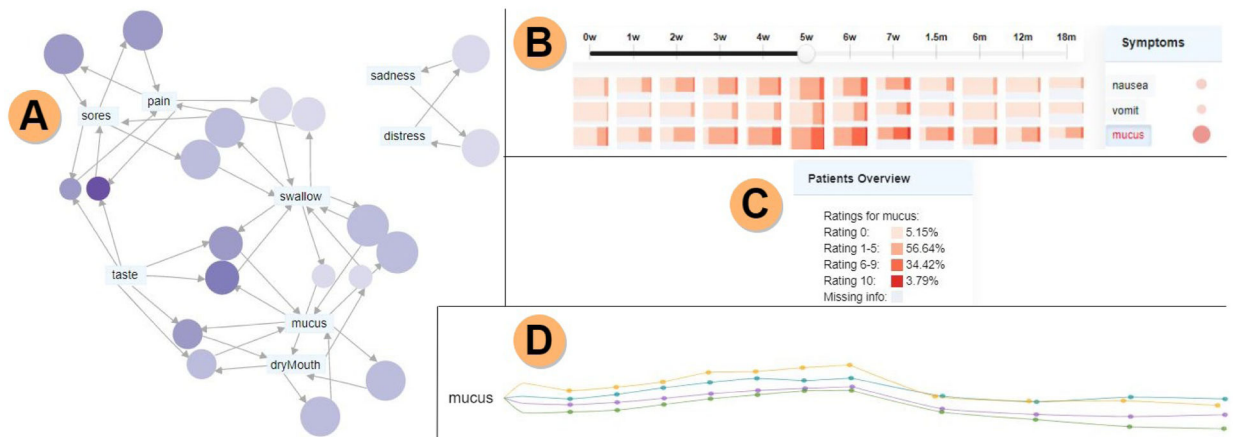 A
pain
sores
sadness
distress
swallow
taste
mucus
dryMouth
B
0w 1w 2w 3w 4w 5w 6w 7w 1.5m 6m 12m 18m
Symptoms
nausea
vomit
mucus
C
Patients Overview
Ratings for mucus:
Rating 0: 5.15%
Rating 1-5: 56.64%
Rating 6-9: 34.42%
Rating 10: 3.79%
Missing info:
D
mucus